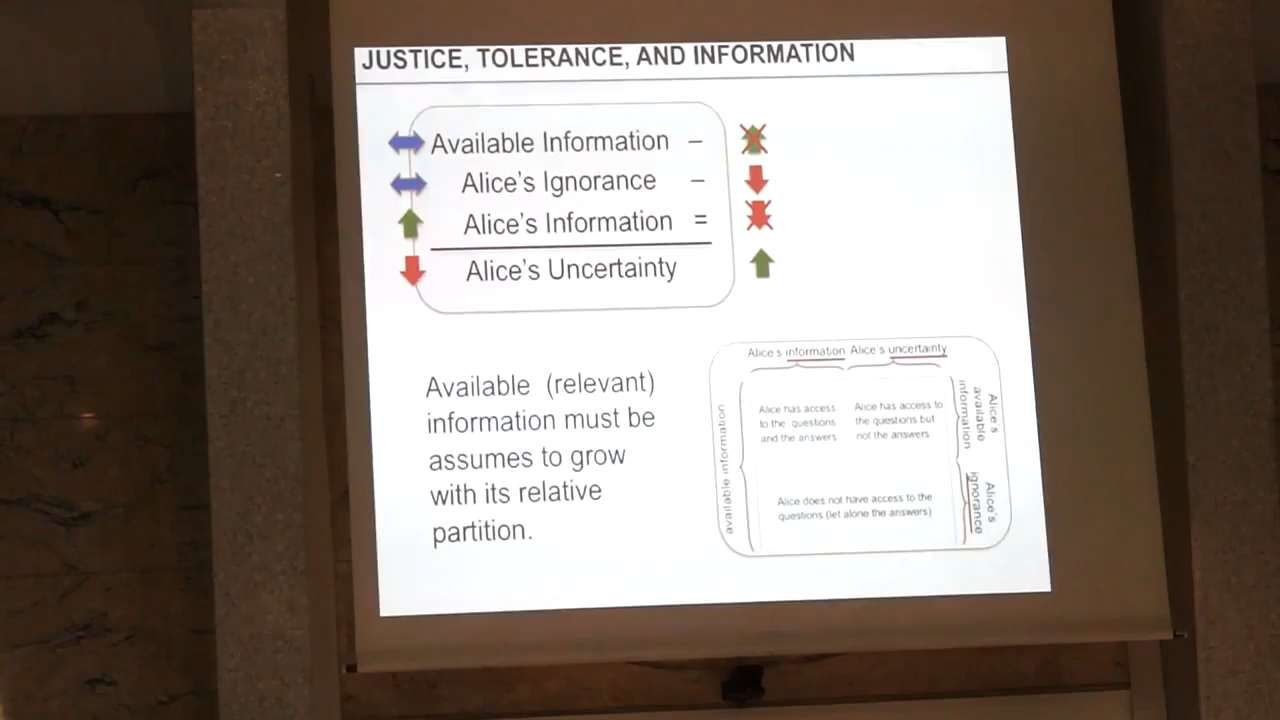 JUSTICE, TOLERANCE, AND INFORMATION
Available Information –
Alice's Ignorance –
Alice's Information =
Alice's Uncertainty
Available (relevant)
information must be
assumes to grow
with its relative
partition.
Alice's information Alice's uncertainty
available information
Alice has access
to the questions
and the answers
Alice has access to
the questions but
not the answers
Alice does not have access to the
questions (let alone the answers)
Alice's
available
information
Alice's
ignorance